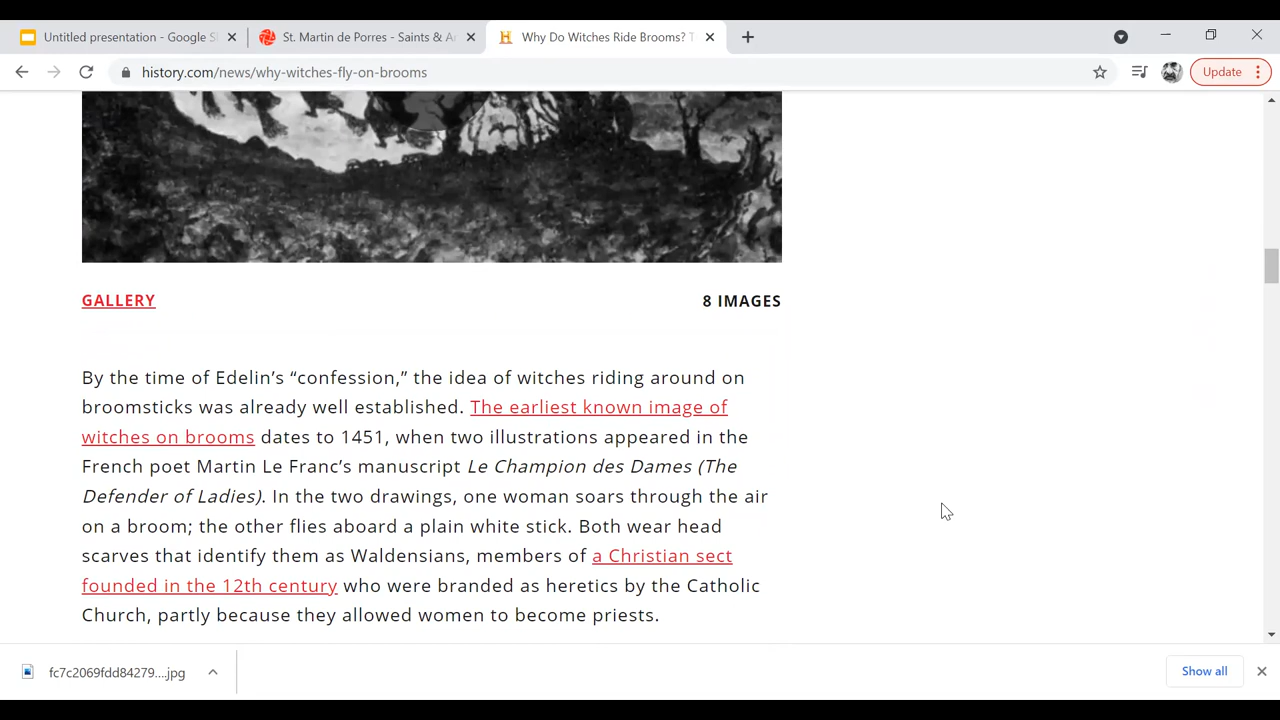 Untitled presentation - Google Sl
St. Martin de Porres - Saints & A
Why Do Witches Ride Brooms? T
history.com/news/why-witches-fly-on-brooms
Update
GALLERY
8 IMAGES
By the time of Edelin’s “confession,” the idea of witches riding around on
broomsticks was already well established. The earliest known image of
witches on brooms dates to 1451, when two illustrations appeared in the
French poet Martin Le Franc’s manuscript Le Champion des Dames (The
Defender of Ladies). In the two drawings, one woman soars through the air
on a broom; the other flies aboard a plain white stick. Both wear head
scarves that identify them as Waldensians, members of a Christian sect
founded in the 12th century who were branded as heretics by the Catholic
Church, partly because they allowed women to become priests.
fc7c2069fdd84279....jpg
Show all